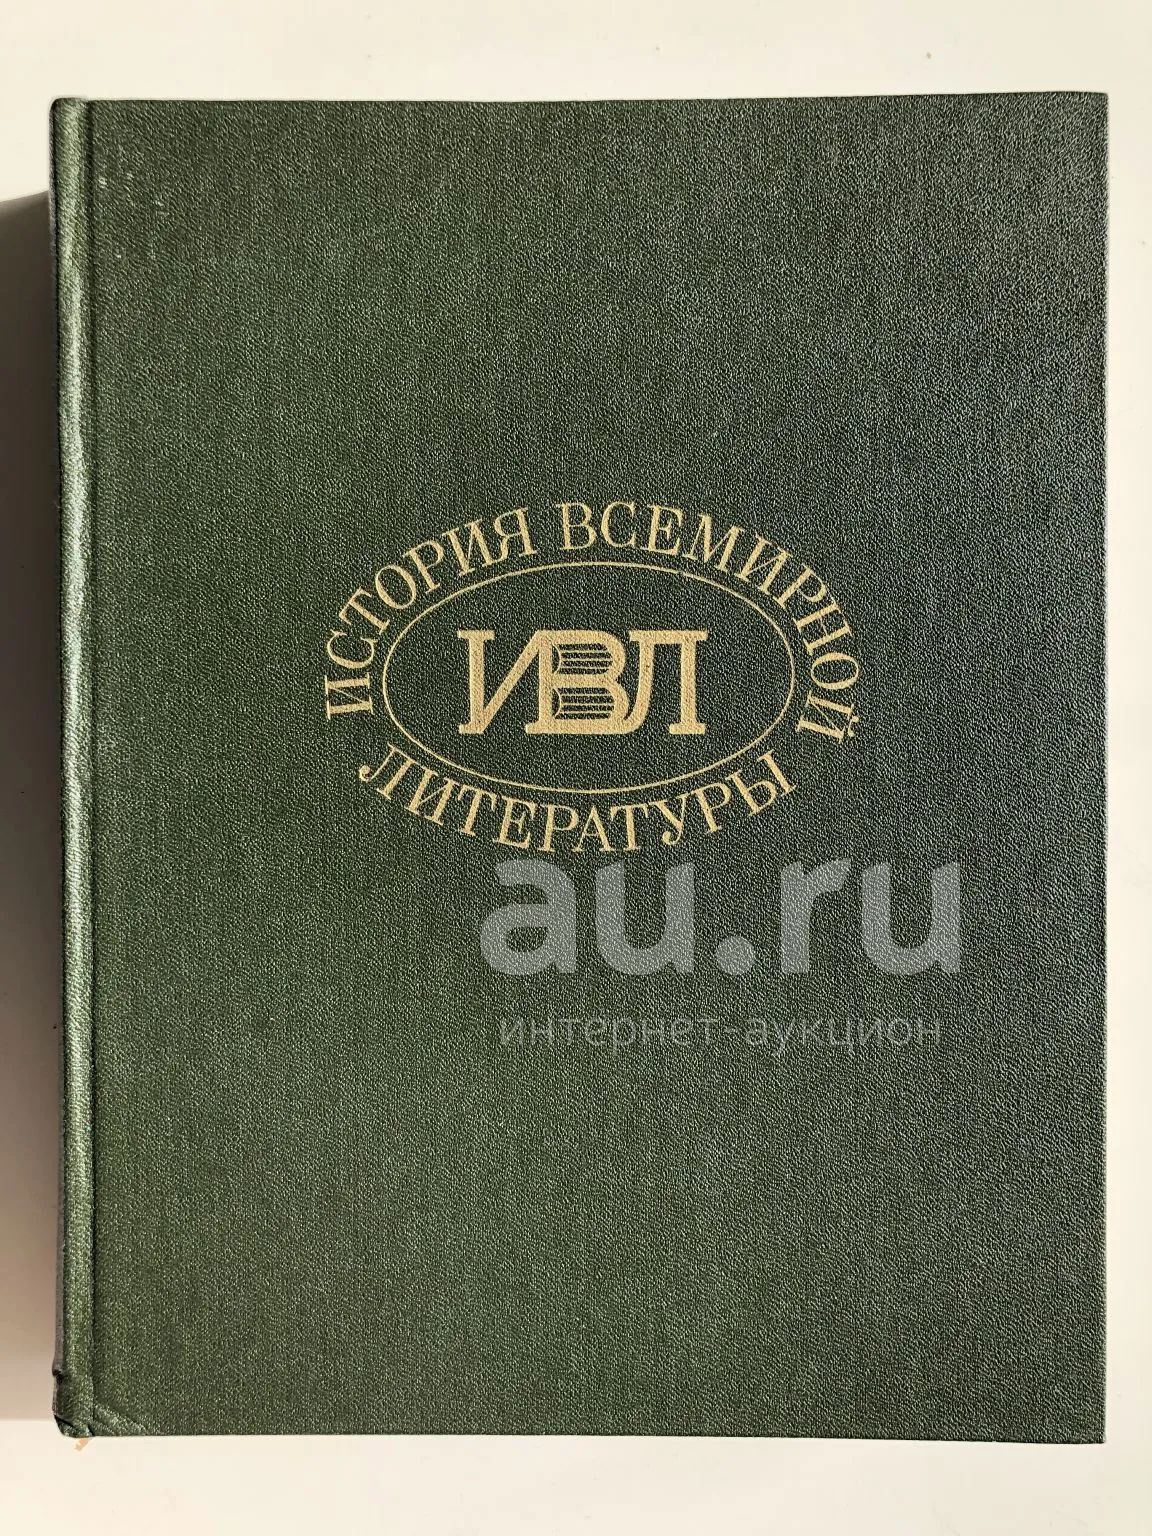 ИСТОРИЯ ВСЕМИРНОЙ
ИВЛ
ЛИТЕРАТУРЫ
au.ru
интернет-аукцион